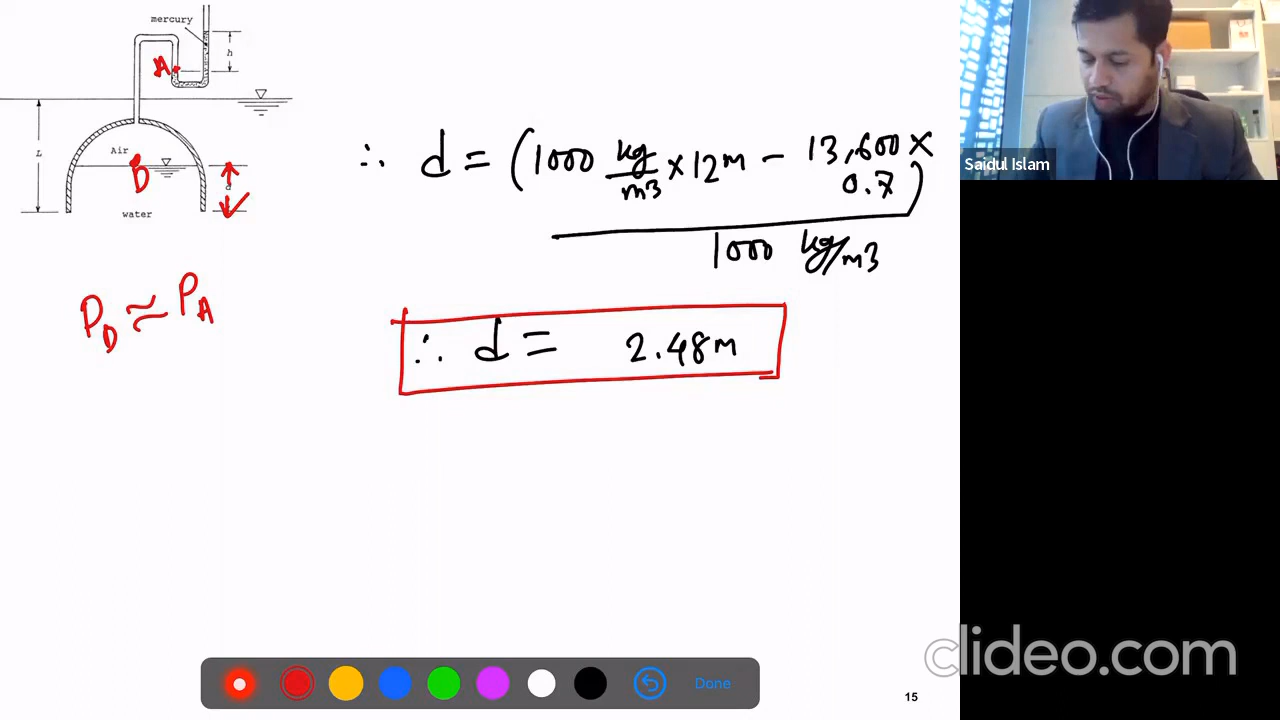 mercury
h
A
L
Air
B
d
water
∴ d = (1000 kg/m3 × 12m − 13,600 × 0.7)
1000 kg/m3
P_B ≈ P_A
∴ d = 2.48m
Saidul Islam
Done
15
clideo.com